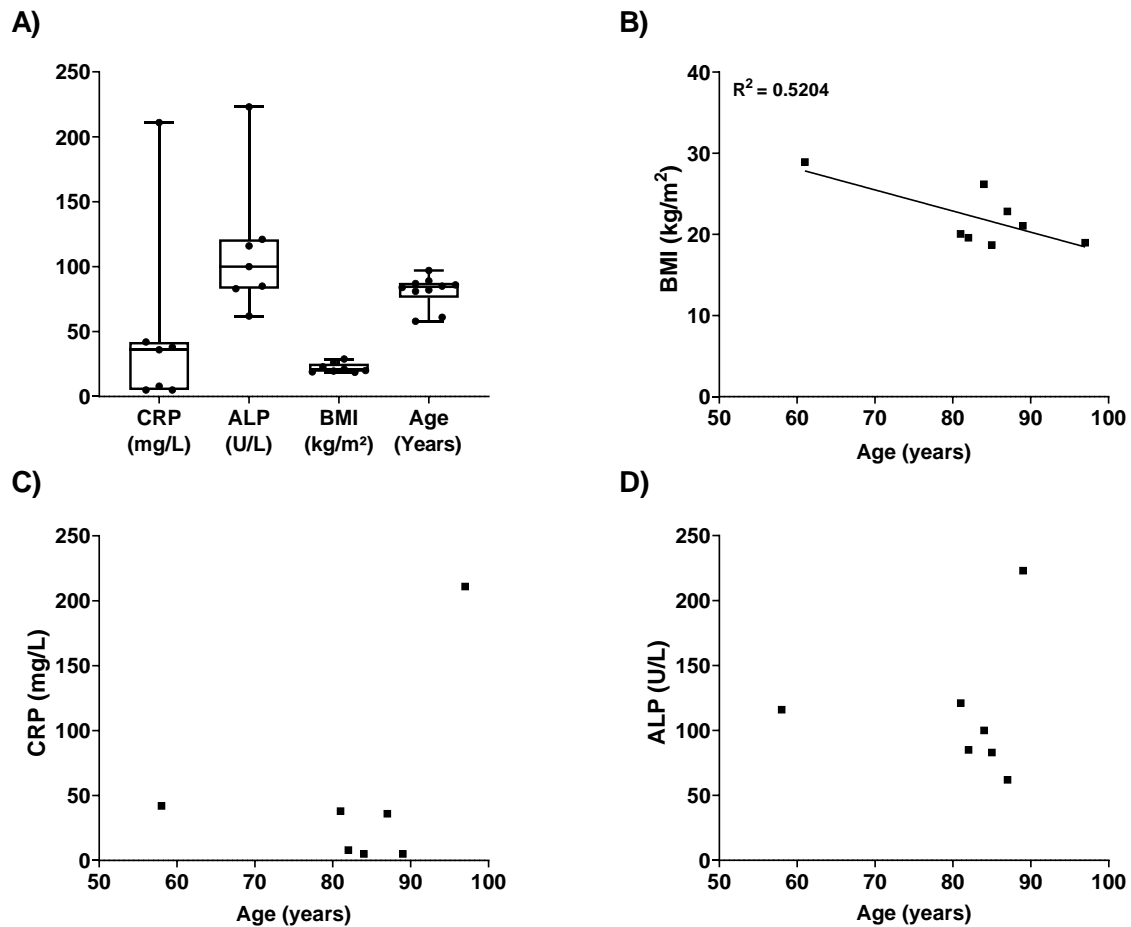 A)
250
200
150
100
50
0
CRP
(mg/L)
ALP
(U/L)
BMI
(kg/m²)
Age
(Years)
B)
R² = 0.5204
BMI (kg/m²)
40
30
20
10
0
50 60 70 80 90 100
Age (years)
C)
CRP (mg/L)
250
200
150
100
50
0
50 60 70 80 90 100
Age (years)
D)
ALP (U/L)
250
200
150
100
50
0
50 60 70 80 90 100
Age (years)